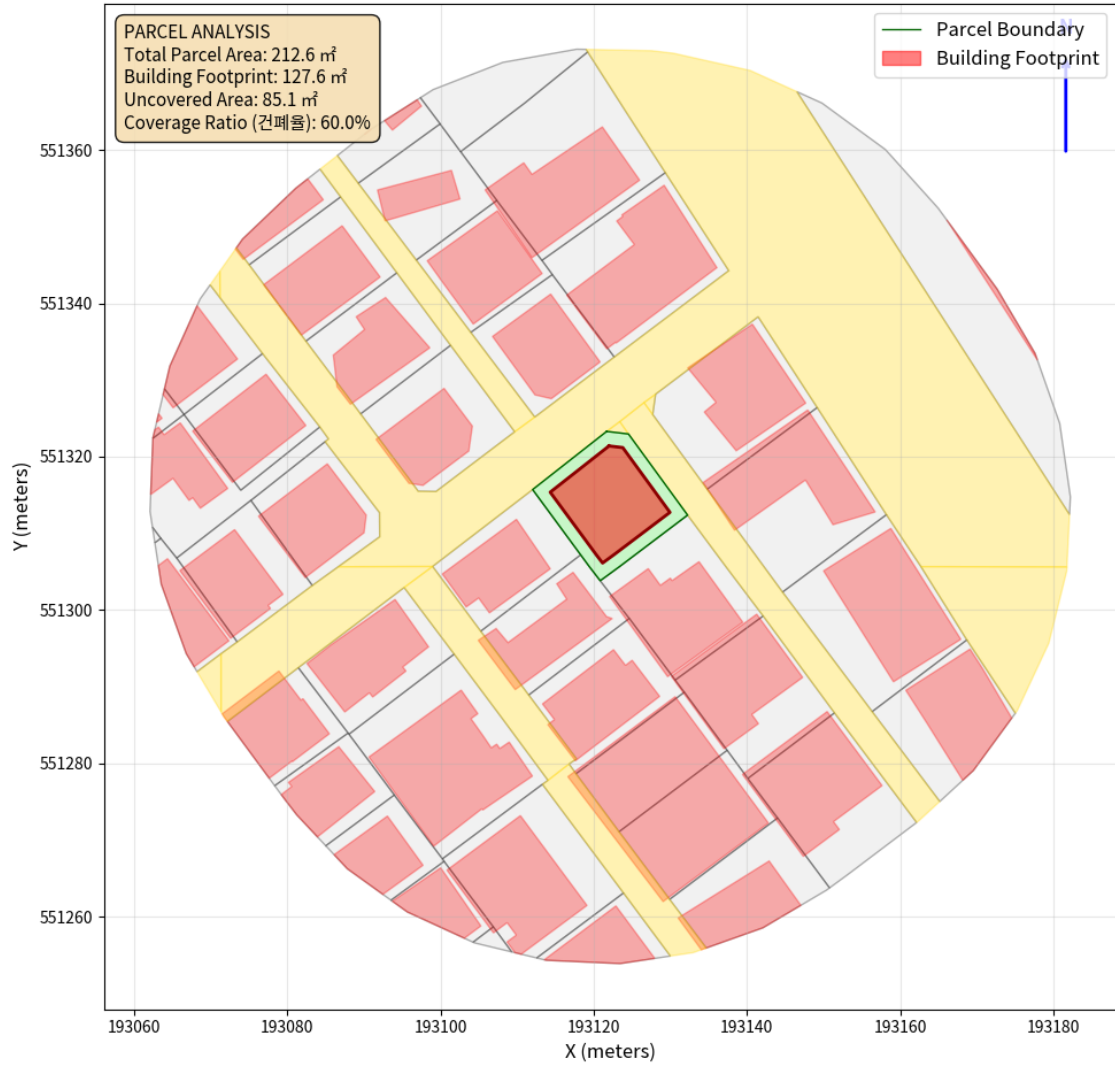 PARCEL ANALYSIS
Total Parcel Area: 212.6 ㎡
Building Footprint: 127.6 ㎡
Uncovered Area: 85.1 ㎡
Coverage Ratio (건폐율): 60.0%
Parcel Boundary
Building Footprint
N
551360
551340
551320
551300
551280
551260
Y (meters)
193060
193080
193100
193120
193140
193160
193180
X (meters)